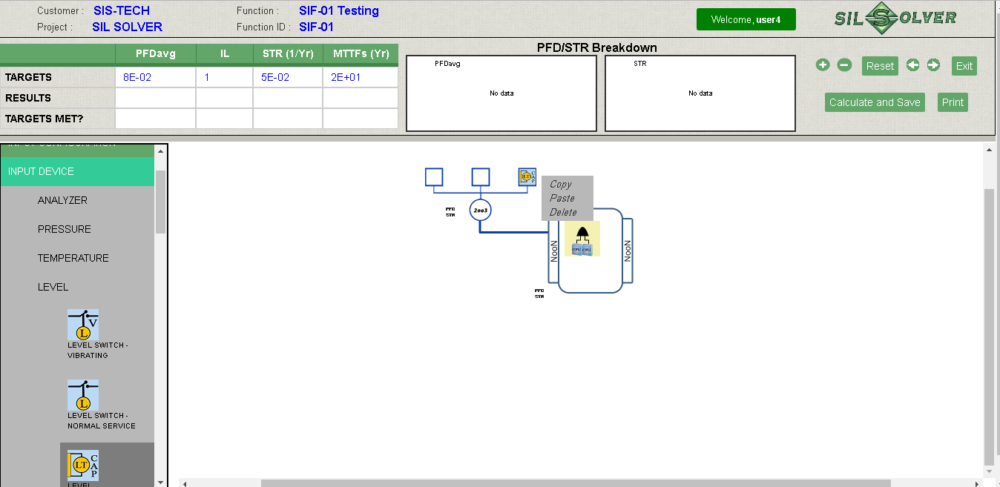 Customer : SIS-TECH Function : SIF-01 Testing
Project : SIL SOLVER Function ID : SIF-01
Welcome, user4
SIL SOLVER
PFDavg IL STR (1/Yr) MTTFs (Yr)
TARGETS 8E-02 1 5E-02 2E+01
RESULTS
TARGETS MET?
PFD/STR Breakdown
PFDavg
No data
STR
No data
Reset
Exit
Calculate and Save
Print
INPUT CONFIGURATION
INPUT DEVICE
ANALYZER
PRESSURE
TEMPERATURE
LEVEL
V
L
LEVEL SWITCH -
VIBRATING
L
LEVEL SWITCH -
NORMAL SERVICE
LT
CAP
LEVEL
LT
CAP
PFD
STR
2oo3
Copy
Paste
Delete
NooN
CPU CPU
NooN
PFD
STR